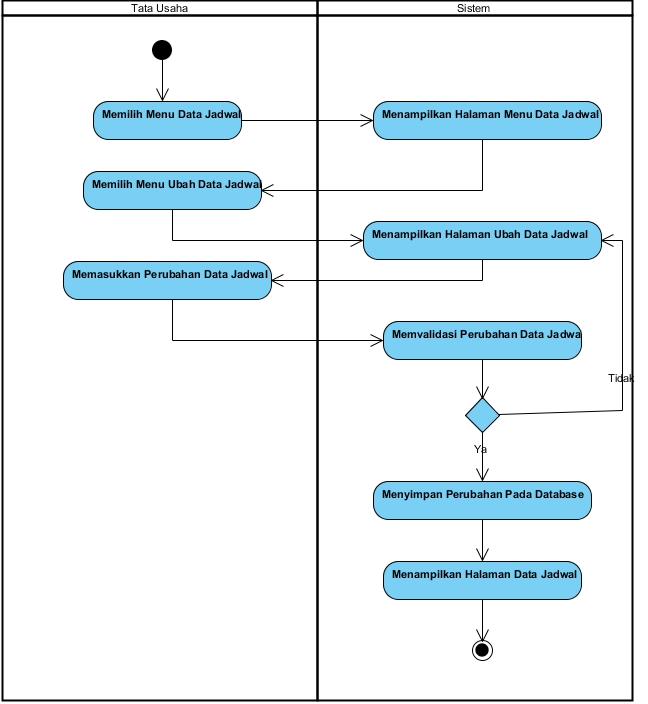 Tata Usaha
Sistem
Memilih Menu Data Jadwal
Menampilkan Halaman Menu Data Jadwal
Memilih Menu Ubah Data Jadwal
Menampilkan Halaman Ubah Data Jadwal
Memasukkan Perubahan Data Jadwal
Memvalidasi Perubahan Data Jadwa
Tidak
Ya
Menyimpan Perubahan Pada Database
Menampilkan Halaman Data Jadwal